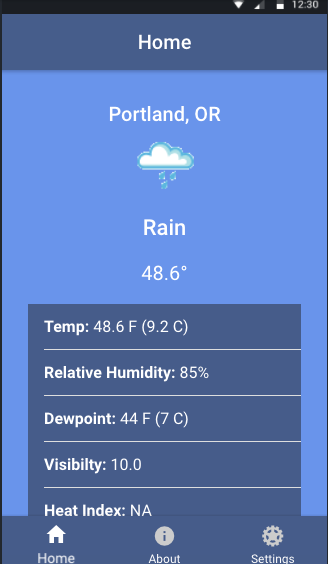 12:30
Home
Portland, OR
Rain
48.6°
Temp: 48.6 F (9.2 C)
Relative Humidity: 85%
Dewpoint: 44 F (7 C)
Visibilty: 10.0
Heat Index: NA
Home About Settings